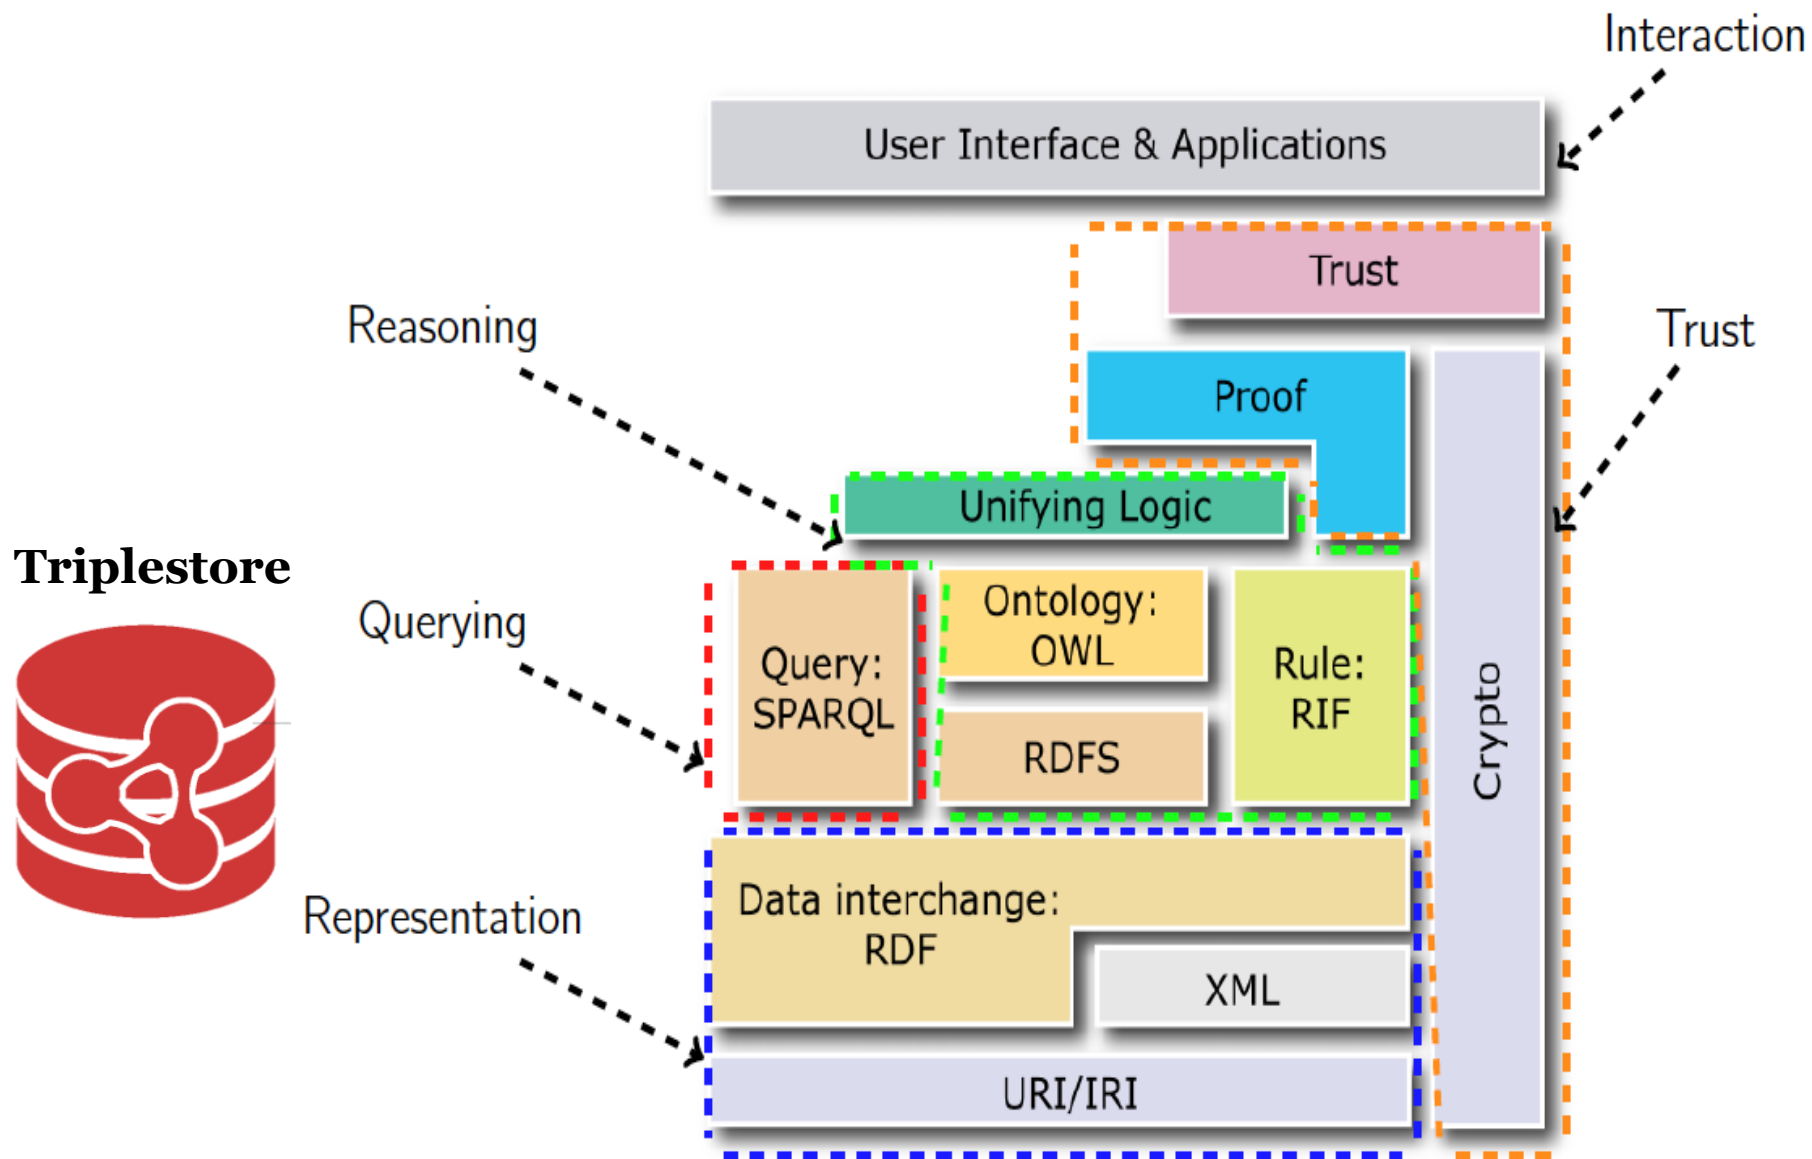 Interaction
User Interface & Applications
Trust
Reasoning
Trust
Proof
Unifying Logic
Triplestore
Querying
Query:
SPARQL
Ontology:
OWL
RDFS
Rule:
RIF
Crypto
Representation
Data interchange:
RDF
XML
URI/IRI